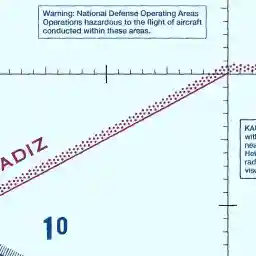 Warning: National Defense Operating Areas
Operations hazardous to the flight of aircraft
conducted within these areas.
ADIZ
10